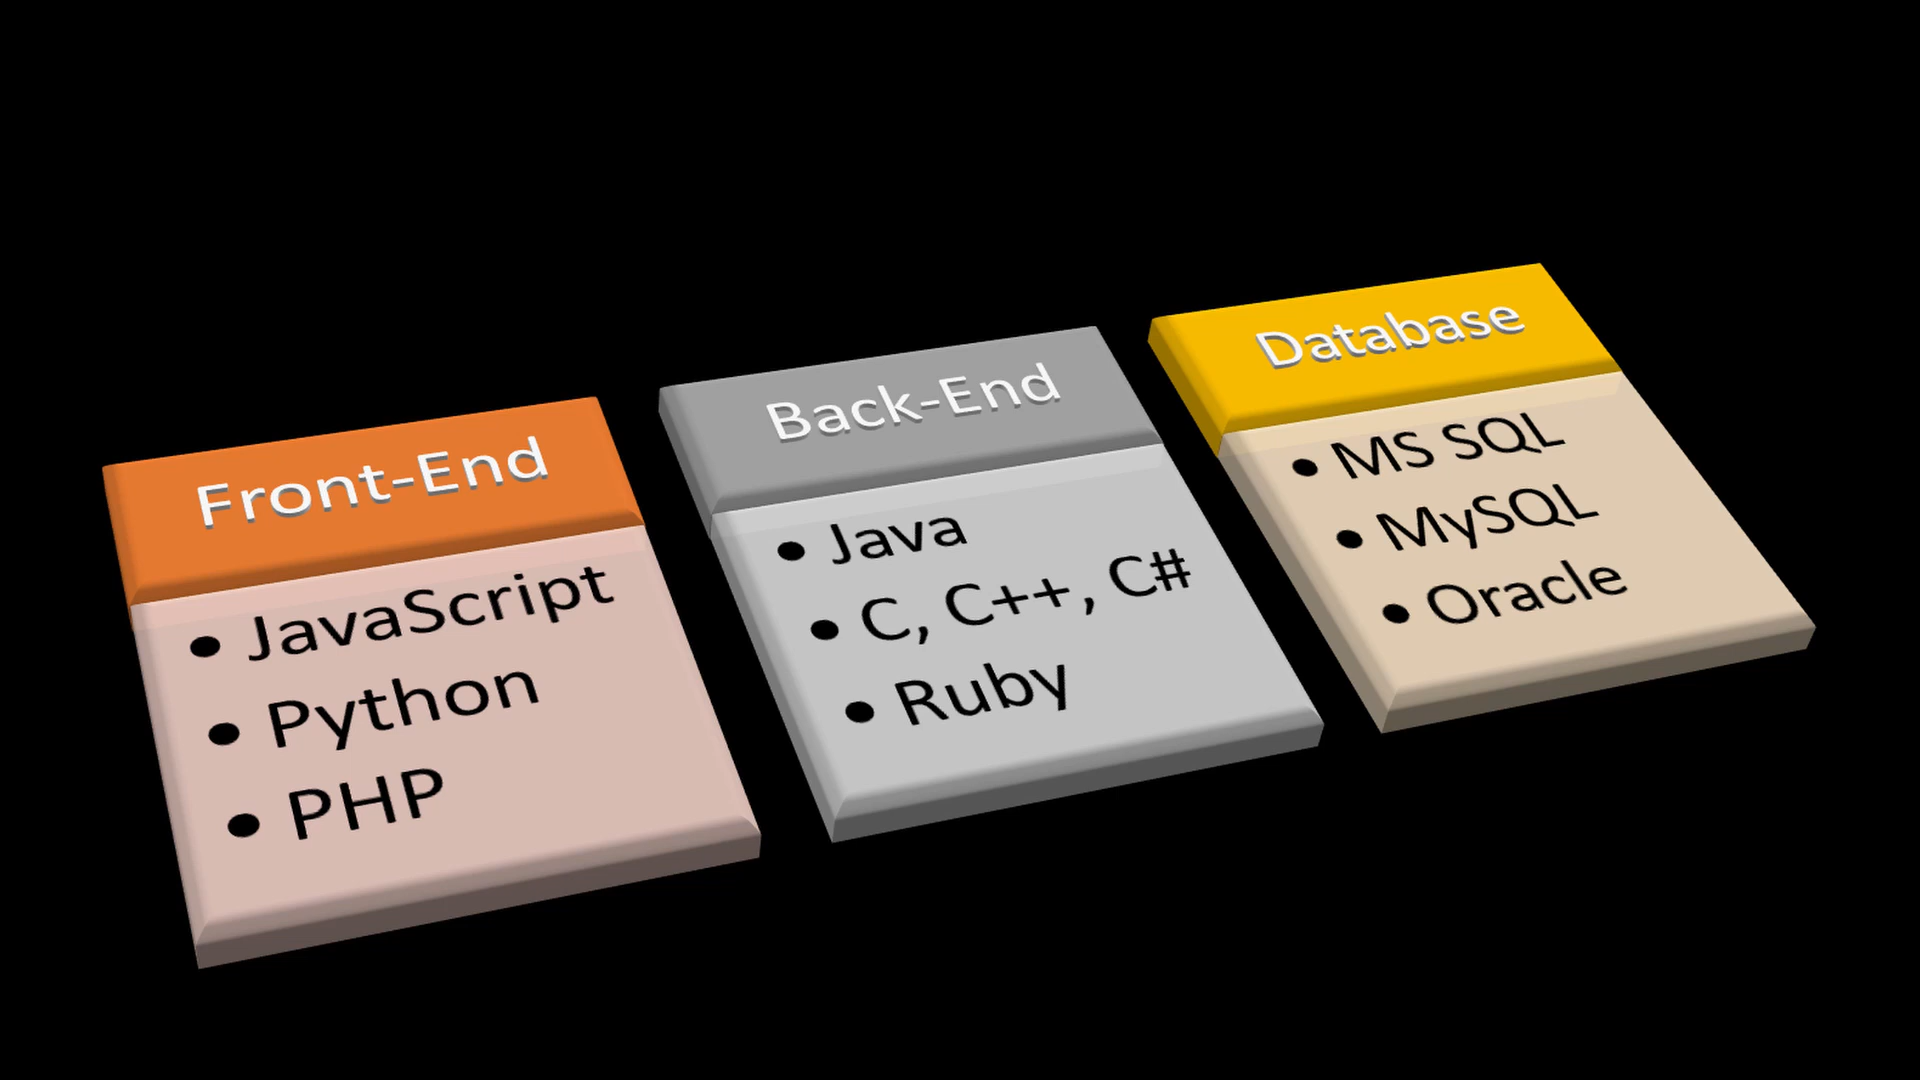 Front-End
• JavaScript
• Python
• PHP
Back-End
• Java
• C, C++, C#
• Ruby
Database
• MS SQL
• MySQL
• Oracle